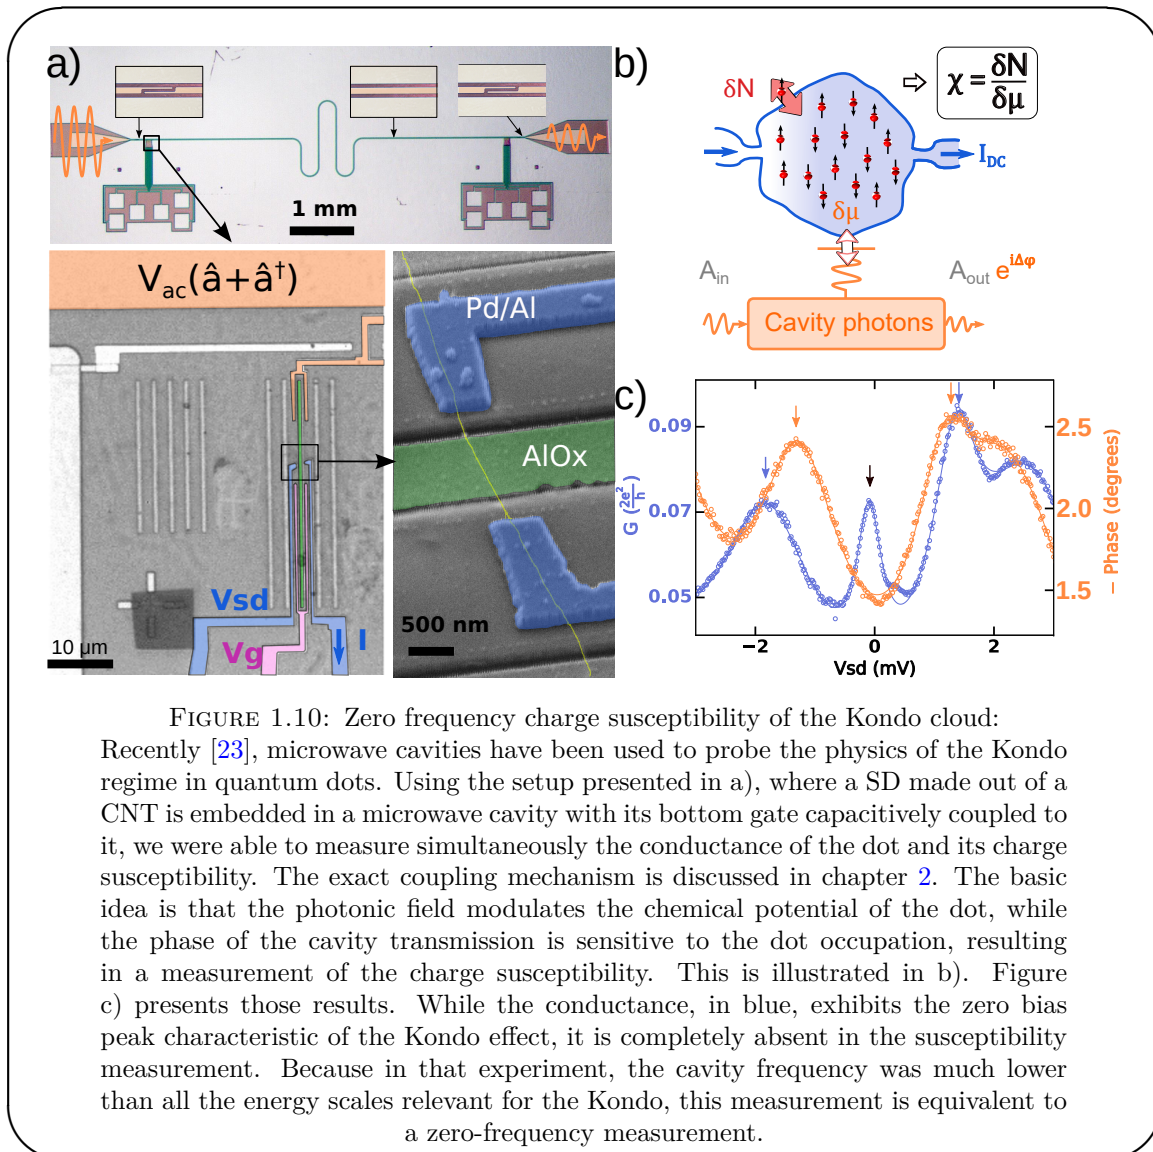 a)
1 mm
V_ac(â+â†)
Vsd
Vg
I
10 µm
Pd/Al
AlOx
500 nm
b)
δN
χ = δN/δμ
I_DC
δμ
A_in
A_out e^{iΔφ}
Cavity photons
c)
G (2e²/h)
0.09
0.07
0.05
2.5
2.0
1.5
− Phase (degrees)
−2
0
2
Vsd (mV)
FIGURE 1.10: Zero frequency charge susceptibility of the Kondo cloud:
Recently [23], microwave cavities have been used to probe the physics of the Kondo
regime in quantum dots. Using the setup presented in a), where a SD made out of a
CNT is embedded in a microwave cavity with its bottom gate capacitively coupled to
it, we were able to measure simultaneously the conductance of the dot and its charge
susceptibility. The exact coupling mechanism is discussed in chapter 2. The basic
idea is that the photonic field modulates the chemical potential of the dot, while
the phase of the cavity transmission is sensitive to the dot occupation, resulting
in a measurement of the charge susceptibility. This is illustrated in b). Figure
c) presents those results. While the conductance, in blue, exhibits the zero bias
peak characteristic of the Kondo effect, it is completely absent in the susceptibility
measurement. Because in that experiment, the cavity frequency was much lower
than all the energy scales relevant for the Kondo, this measurement is equivalent to
a zero-frequency measurement.